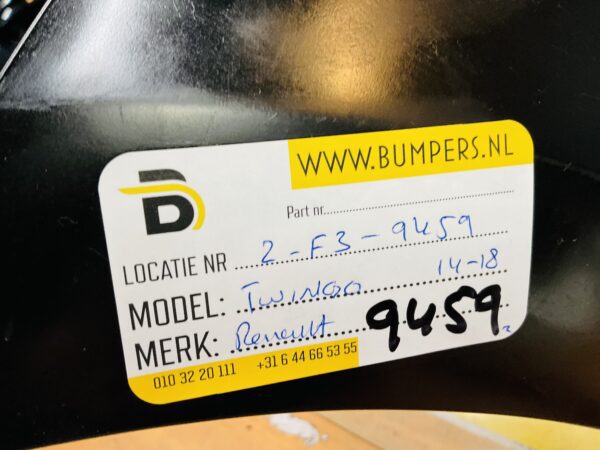 WWW.BUMPERS.NL
B
Part nr.
LOCATIE NR 2-F3-9459
MODEL: TWINGO 14-18
MERK: Renault 9459
010 32 20 111 +31 6 44 66 53 55